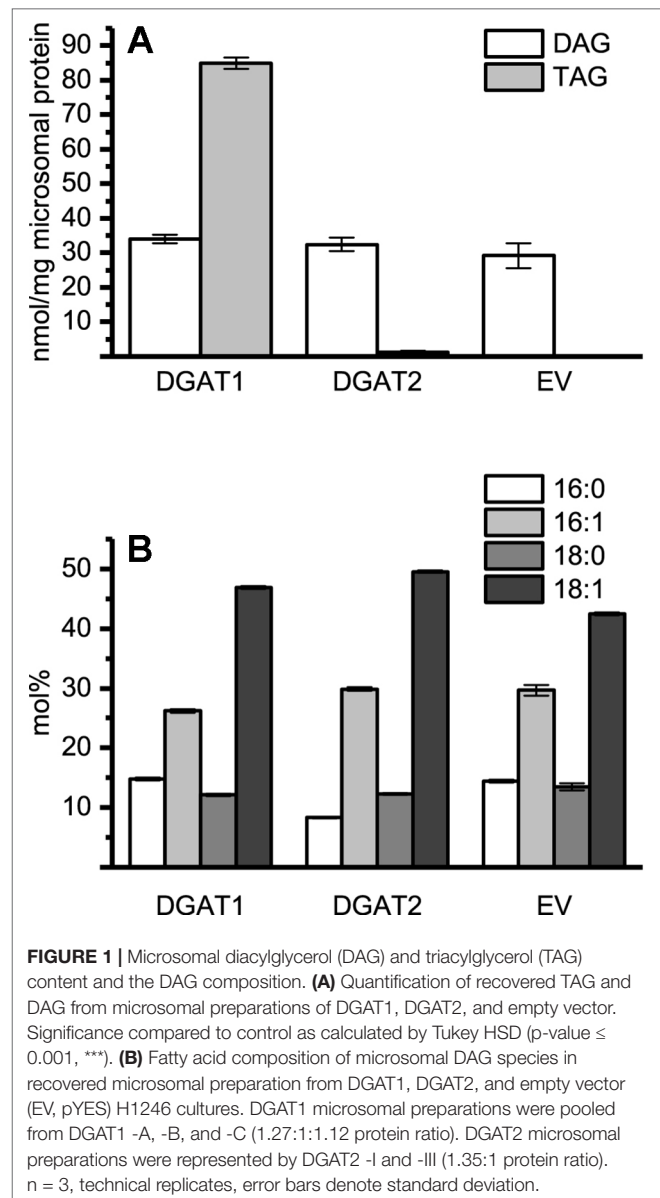 A
DAG
TAG
nmol/mg microsomal protein
90
80
70
60
50
40
30
20
10
DGAT1 DGAT2 EV
B
16:0
16:1
18:0
18:1
mol%
50
40
30
20
10
DGAT1 DGAT2 EV
FIGURE 1 | Microsomal diacylglycerol (DAG) and triacylglycerol (TAG)
content and the DAG composition. (A) Quantification of recovered TAG and
DAG from microsomal preparations of DGAT1, DGAT2, and empty vector.
Significance compared to control as calculated by Tukey HSD (p-value ≤
0.001, ***). (B) Fatty acid composition of microsomal DAG species in
recovered microsomal preparation from DGAT1, DGAT2, and empty vector
(EV, pYES) H1246 cultures. DGAT1 microsomal preparations were pooled
from DGAT1 -A, -B, and -C (1.27:1:1.12 protein ratio). DGAT2 microsomal
preparations were represented by DGAT2 -I and -III (1.35:1 protein ratio).
n = 3, technical replicates, error bars denote standard deviation.